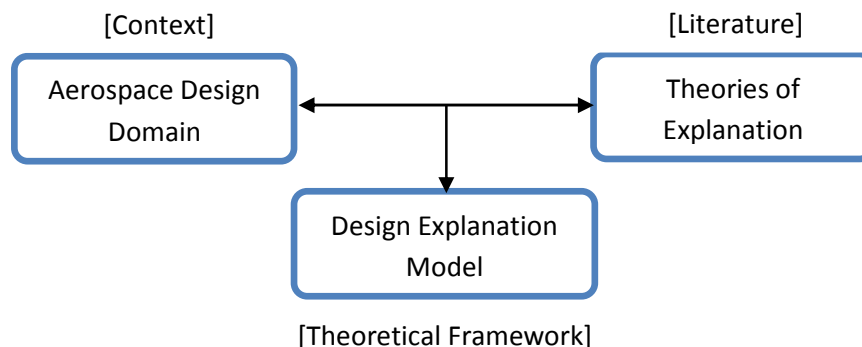 [Context]
[Literature]
Aerospace Design
Domain
Theories of
Explanation
Design Explanation
Model
[Theoretical Framework]